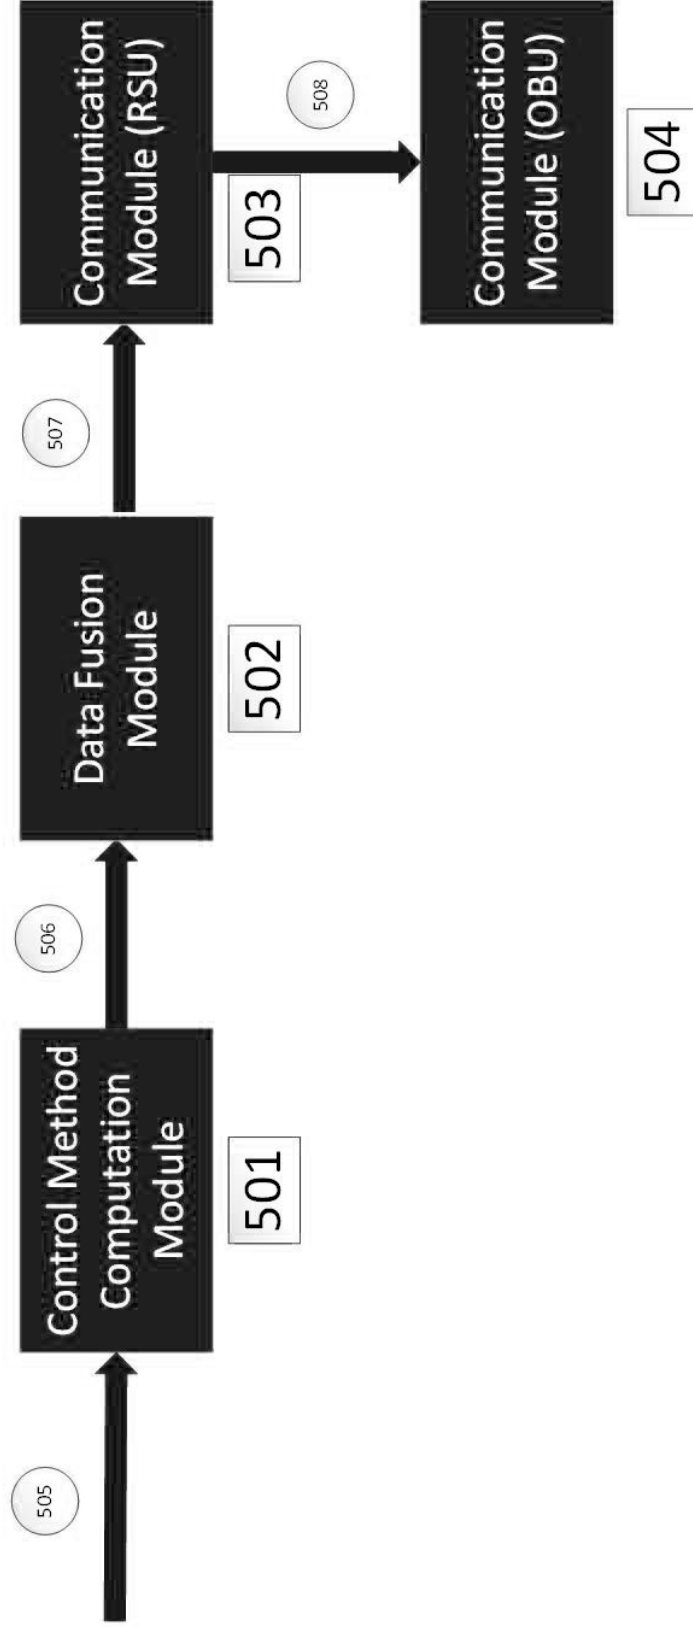 505
Control Method
Computation
Module
501
506
Data Fusion
Module
502
507
Communication
Module (RSU)
503
508
Communication
Module (OBU)
504